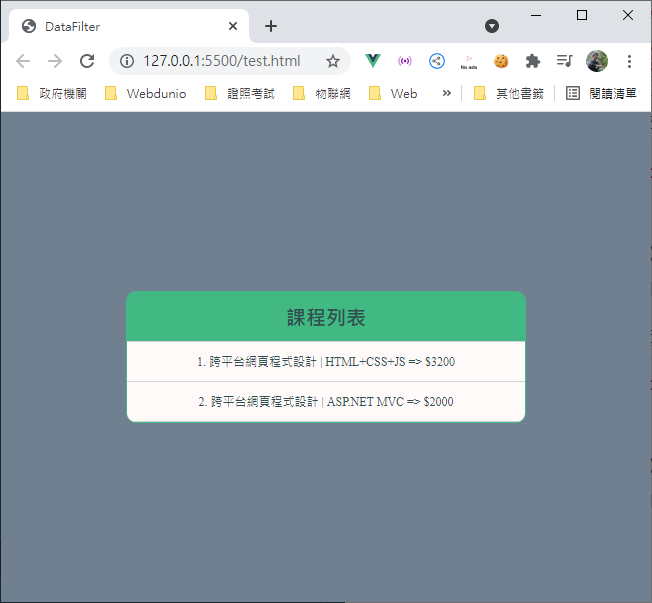 DataFilter
127.0.0.1:5500/test.html
No ads
政府機關
Webdunio
證照考試
物聯網
Web
»
其他書籤
閱讀清單
課程列表
1. 跨平台網頁程式設計 | HTML+CSS+JS => $3200
2. 跨平台網頁程式設計 | ASP.NET MVC => $2000